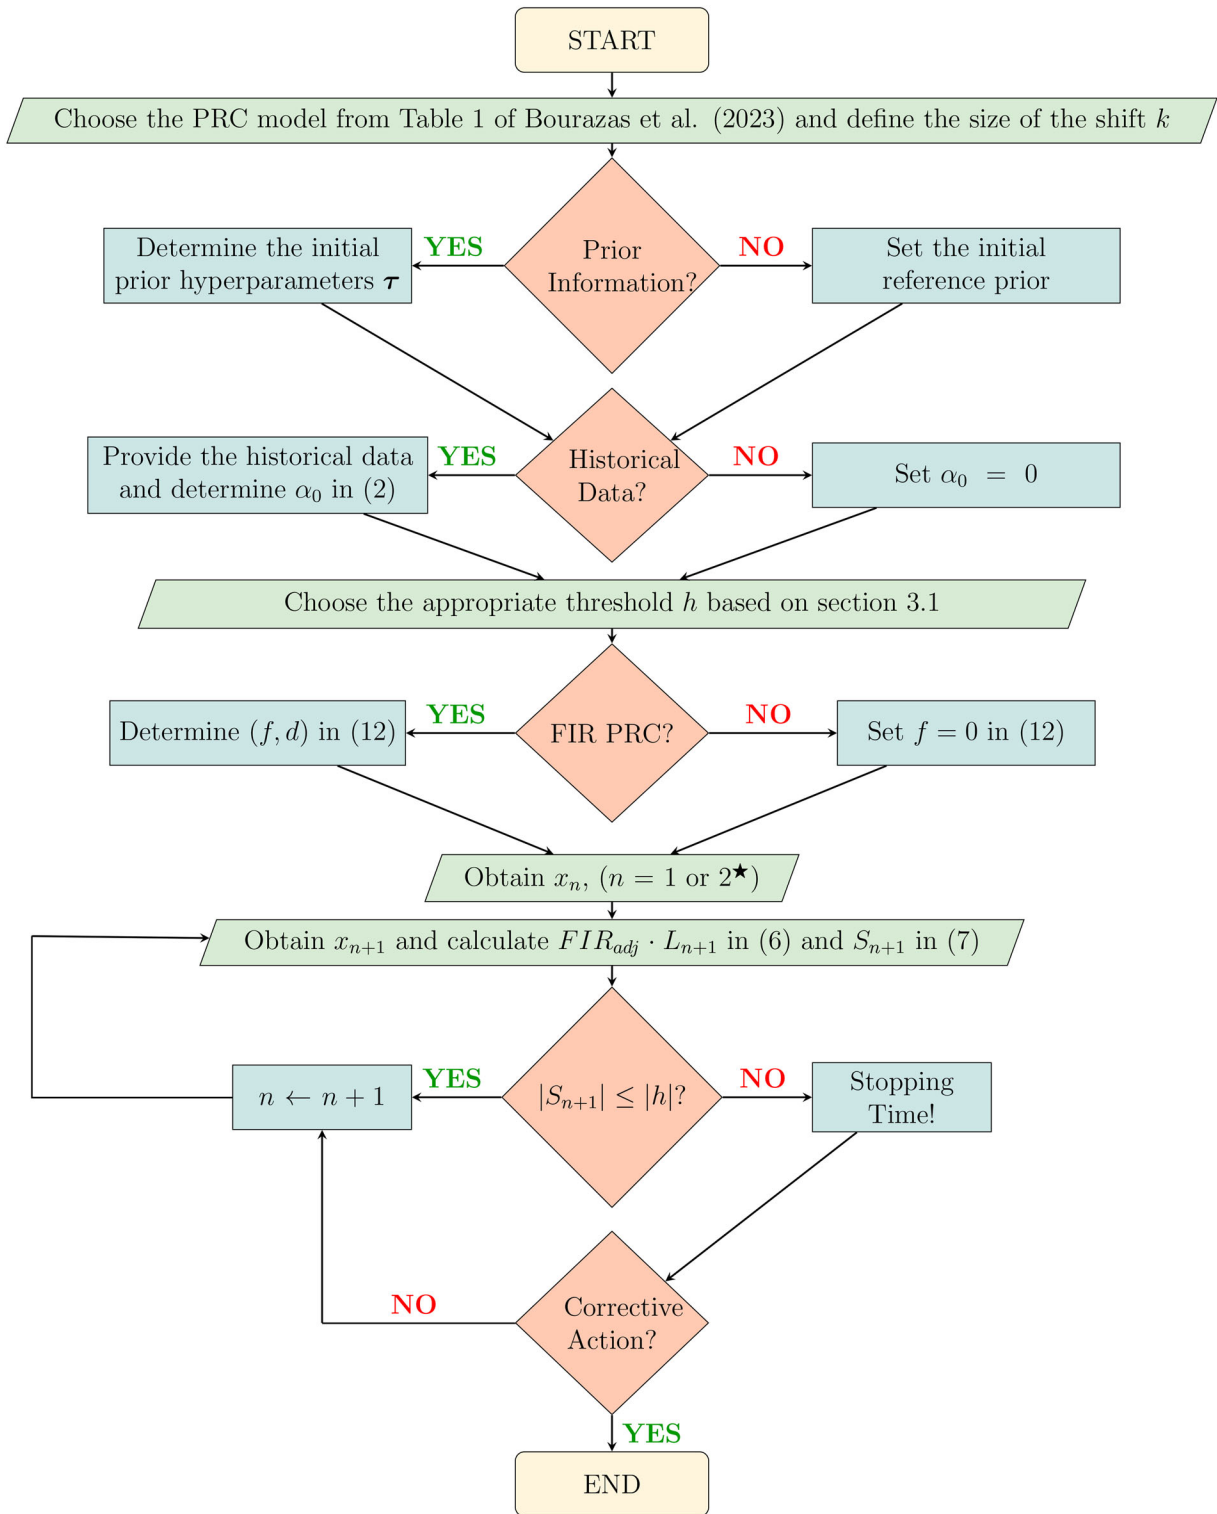 START
Choose the PRC model from Table 1 of Bourazas et al. (2023) and define the size of the shift k
Prior
Information?
YES
NO
Determine the initial
prior hyperparameters τ
Set the initial
reference prior
Historical
Data?
YES
NO
Provide the historical data
and determine α₀ in (2)
Set α₀ = 0
Choose the appropriate threshold h based on section 3.1
FIR PRC?
YES
NO
Determine (f, d) in (12)
Set f = 0 in (12)
Obtain xₙ, (n = 1 or 2★)
Obtain xₙ₊₁ and calculate FIR_adj · Lₙ₊₁ in (6) and Sₙ₊₁ in (7)
|Sₙ₊₁| ≤ |h|?
YES
NO
n ← n + 1
Stopping
Time!
Corrective
Action?
NO
YES
END